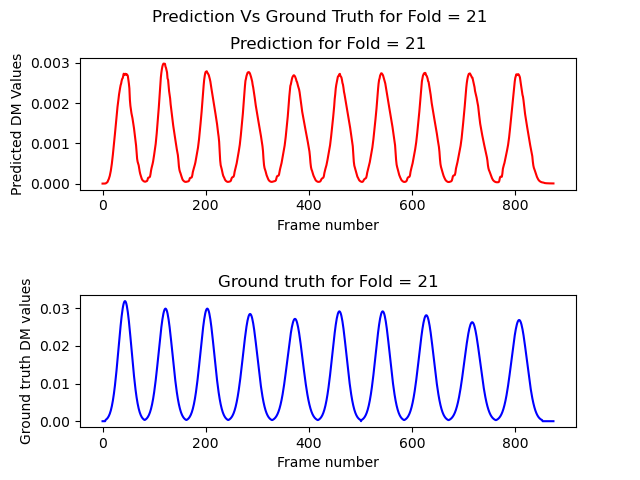 Prediction Vs Ground Truth for Fold = 21
Prediction for Fold = 21
Predicted DM Values
0.003
0.002
0.001
0.000
0 200 400 600 800
Frame number
Ground truth for Fold = 21
Ground truth DM values
0.03
0.02
0.01
0.00
0 200 400 600 800
Frame number